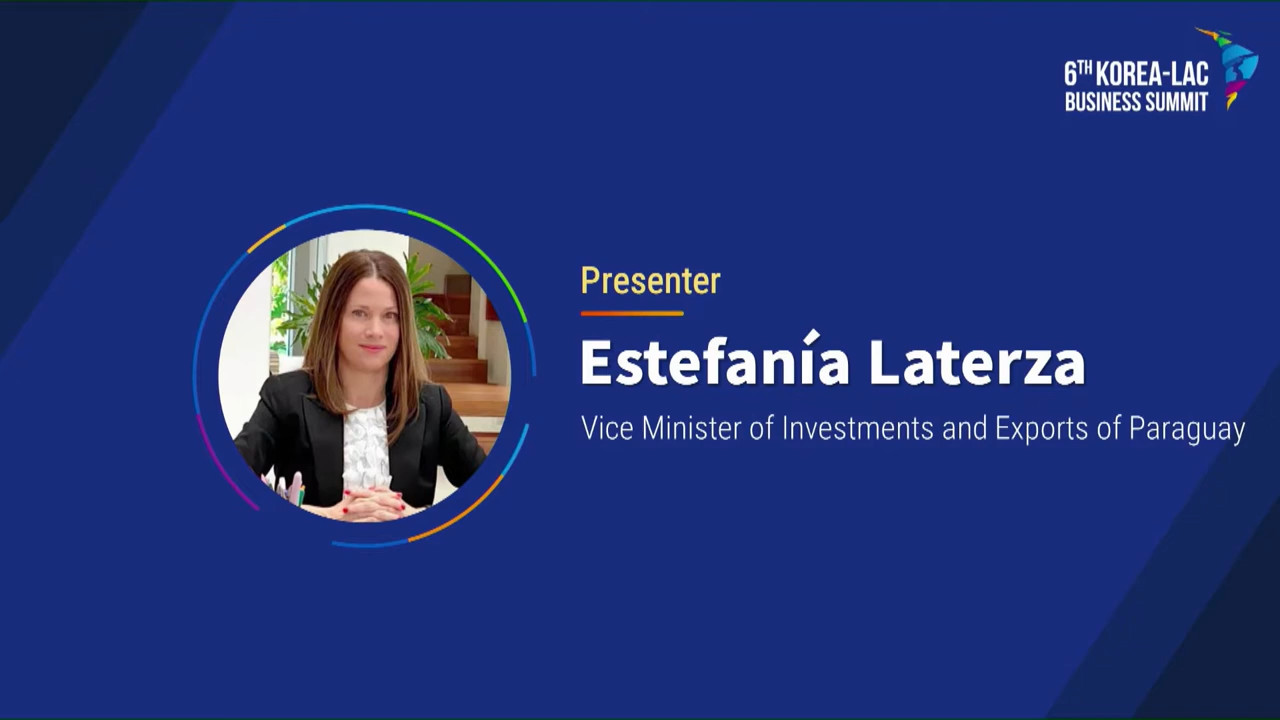 6TH KOREA-LAC
BUSINESS SUMMIT
Presenter
Estefanía Laterza
Vice Minister of Investments and Exports of Paraguay